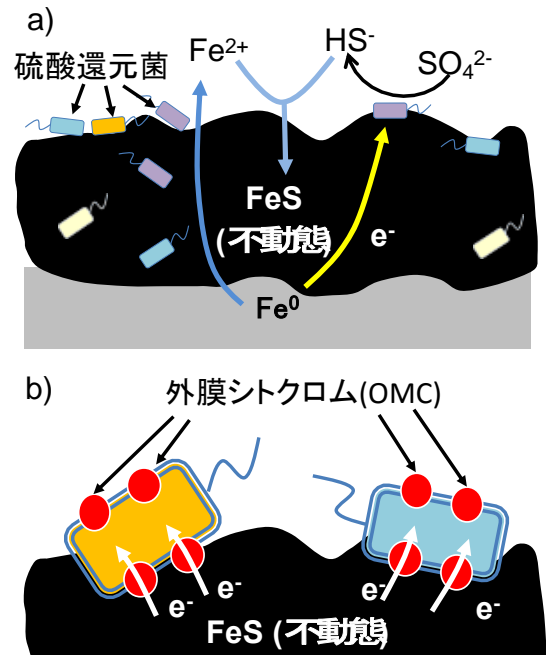 a)
Fe²⁺
HS⁻
SO₄²⁻
硫酸還元菌
FeS
(不動態)
e⁻
Fe⁰
b)
外膜シトクロム(OMC)
e⁻
e⁻
e⁻
e⁻
FeS (不動態)